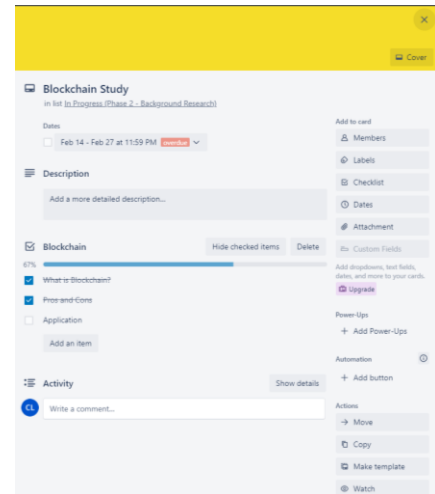 Cover
Blockchain Study
in list In Progress (Phase 2 - Background Research)
Dates
Feb 14 - Feb 27 at 11:59 PM overdue
Description
Add a more detailed description...
Blockchain
Hide checked items
Delete
67%
What is Blockchain?
Pros and Cons
Application
Add an item
Activity
Show details
CL
Write a comment...
Add to card
Members
Labels
Checklist
Dates
Attachment
Custom Fields
Add dropdowns, text fields,
dates, and more to your cards.
Upgrade
Power-Ups
+ Add Power-Ups
Automation
+ Add button
Actions
→ Move
Copy
Make template
Watch